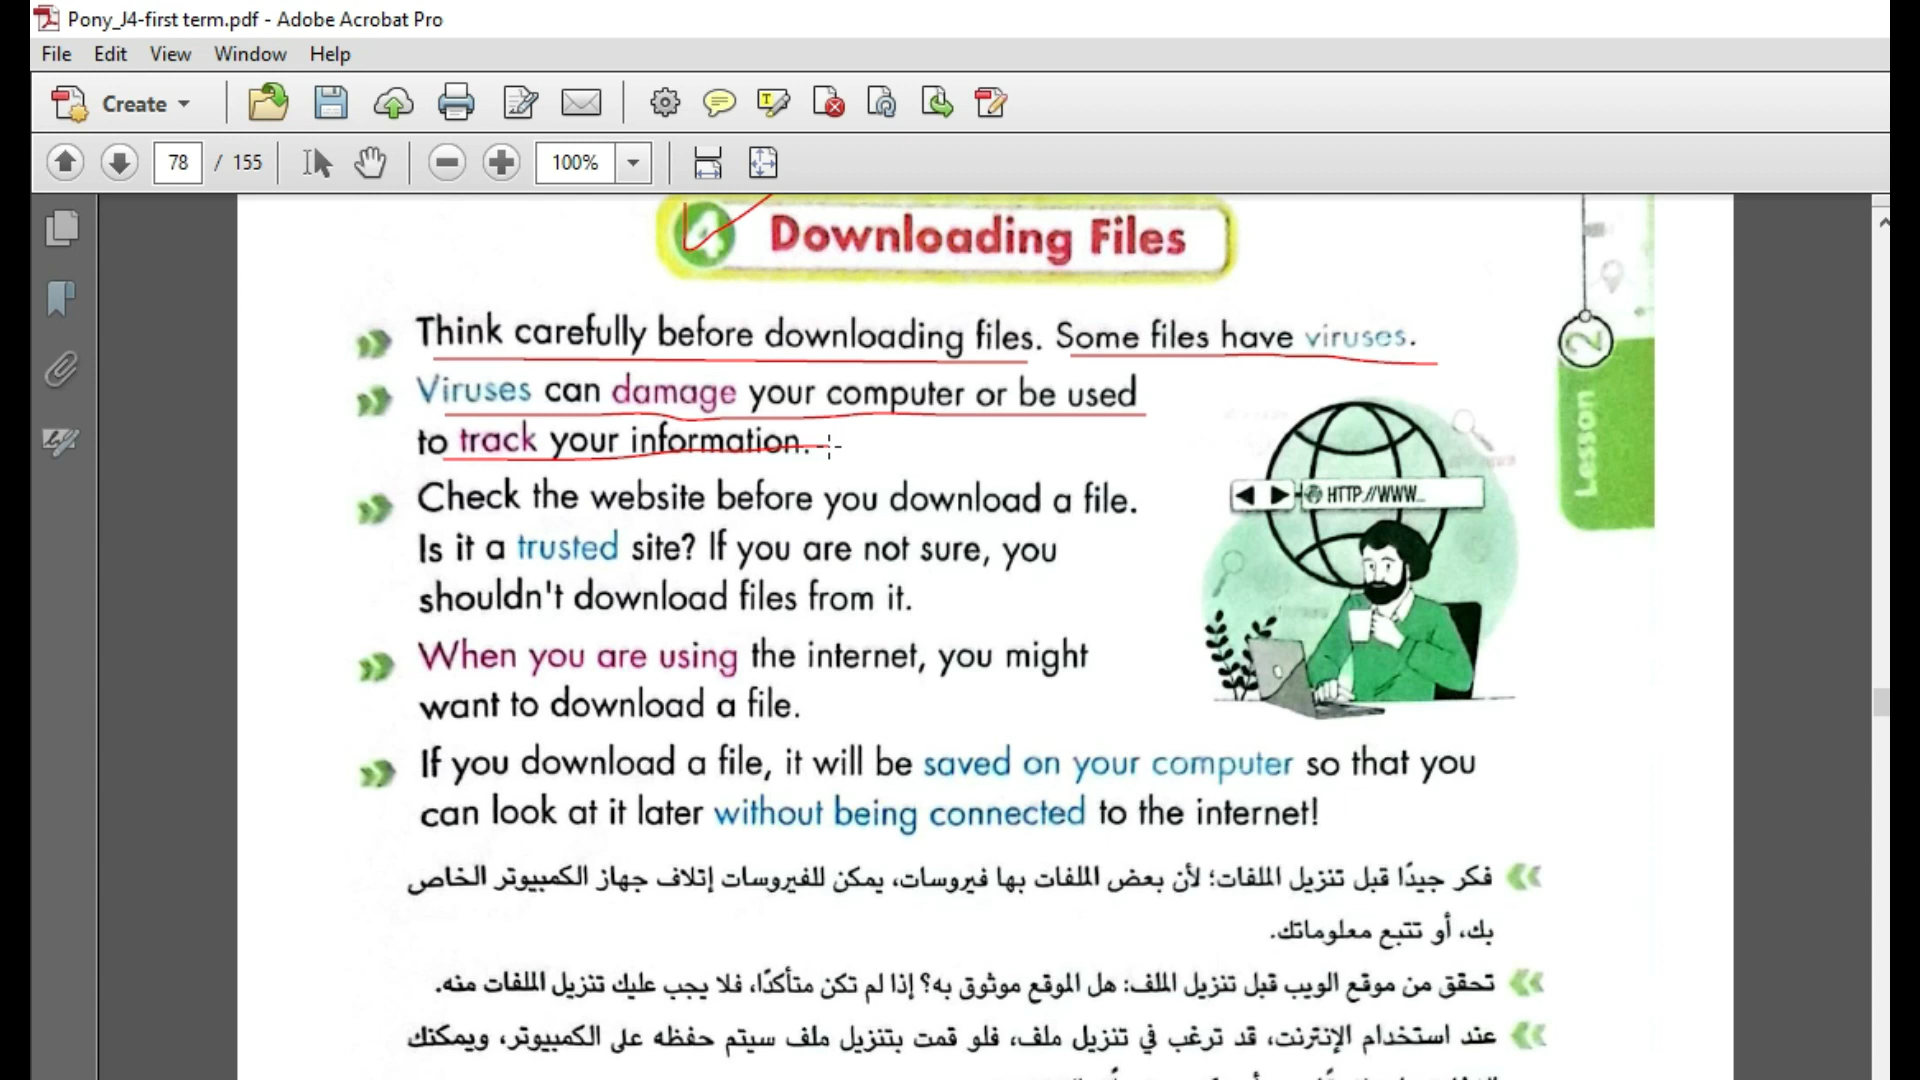 Pony_J4-first term.pdf - Adobe Acrobat Pro
File Edit View Window Help
Create
78 / 155 100%
4 Downloading Files
Think carefully before downloading files. Some files have viruses.
Viruses can damage your computer or be used
to track your information.
Check the website before you download a file.
Is it a trusted site? If you are not sure, you
shouldn't download files from it.
When you are using the internet, you might
want to download a file.
If you download a file, it will be saved on your computer so that you
can look at it later without being connected to the internet!
HTTP://WWW...
Lesson 2
فكر جيدًا قبل تنزيل الملفات؛ لأن بعض الملفات بها فيروسات، يمكن للفيروسات إتلاف جهاز الكمبيوتر الخاص
بك، أو تتبع معلوماتك.
تحقق من موقع الويب قبل تنزيل الملف: هل الموقع موثوق به؟ إذا لم تكن متأكدًا، فلا يجب عليك تنزيل الملفات منه.
عند استخدام الإنترنت، قد ترغب في تنزيل ملف، فلو قمت بتنزيل ملف سيتم حفظه على الكمبيوتر، ويمكنك